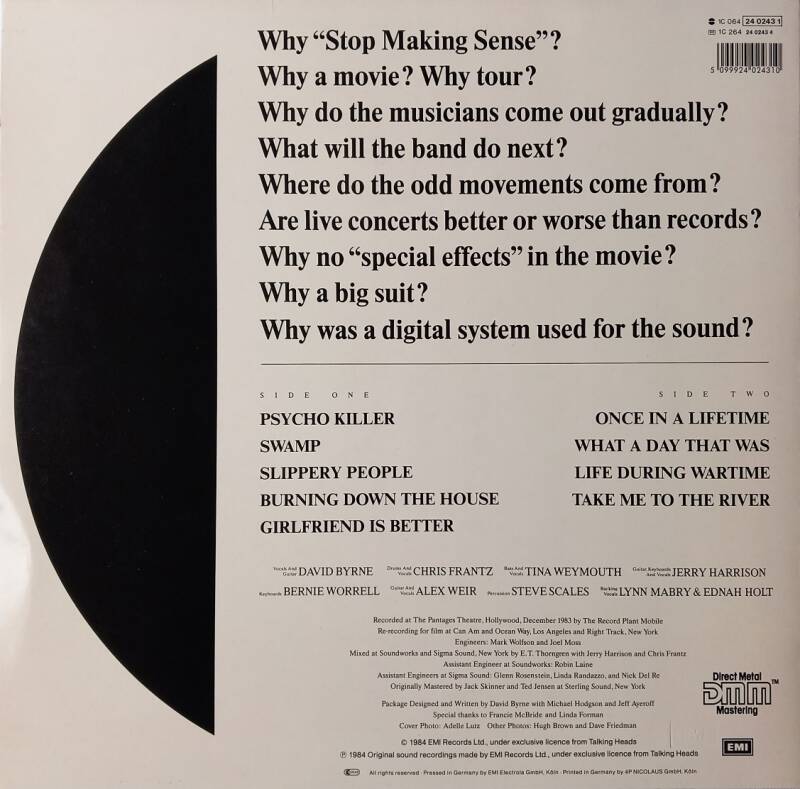 1C 064 24 0243 1
1C 264 24 0243 4
5 099924 024310
Why “Stop Making Sense”?
Why a movie? Why tour?
Why do the musicians come out gradually?
What will the band do next?
Where do the odd movements come from?
Are live concerts better or worse than records?
Why no “special effects” in the movie?
Why a big suit?
Why was a digital system used for the sound?
SIDE ONE
PSYCHO KILLER
SWAMP
SLIPPERY PEOPLE
BURNING DOWN THE HOUSE
GIRLFRIEND IS BETTER
SIDE TWO
ONCE IN A LIFETIME
WHAT A DAY THAT WAS
LIFE DURING WARTIME
TAKE ME TO THE RIVER
Vocals And Guitar DAVID BYRNE Drums And Vocals CHRIS FRANTZ Bass And Vocals TINA WEYMOUTH Guitar Keyboards And Vocals JERRY HARRISON
Keyboards BERNIE WORRELL Guitar And Vocals ALEX WEIR Percussion STEVE SCALES Backing Vocals LYNN MABRY & EDNAH HOLT
Recorded at The Pantages Theatre, Hollywood, December 1983 by The Record Plant Mobile
Re-recording for film at Can Am and Ocean Way, Los Angeles and Right Track, New York
Engineers: Mark Wolfson and Joel Moss
Mixed at Soundworks and Sigma Sound, New York by E.T. Thorngren with Jerry Harrison and Chris Frantz
Assistant Engineer at Soundworks: Robin Laine
Assistant Engineers at Sigma Sound: Glenn Rosenstein, Linda Randazzo, and Nick Del Re
Originally Mastered by Jack Skinner and Ted Jensen at Sterling Sound, New York
Package Designed and Written by David Byrne with Michael Hodgson and Jeff Ayeroff
Special thanks to Francie McBride and Linda Forman
Cover Photo: Adelle Lutz Other Photos: Hugh Brown and Dave Friedman
© 1984 EMI Records Ltd., under exclusive licence from Talking Heads
℗ 1984 Original sound recordings made by EMI Records Ltd., under exclusive licence from Talking Heads
All rights reserved · Pressed in Germany by EMI Electrola GmbH, Köln · Printed in Germany by 4P NICOLAUS GmbH, Köln
Direct Metal
DMM™
Mastering
EMI